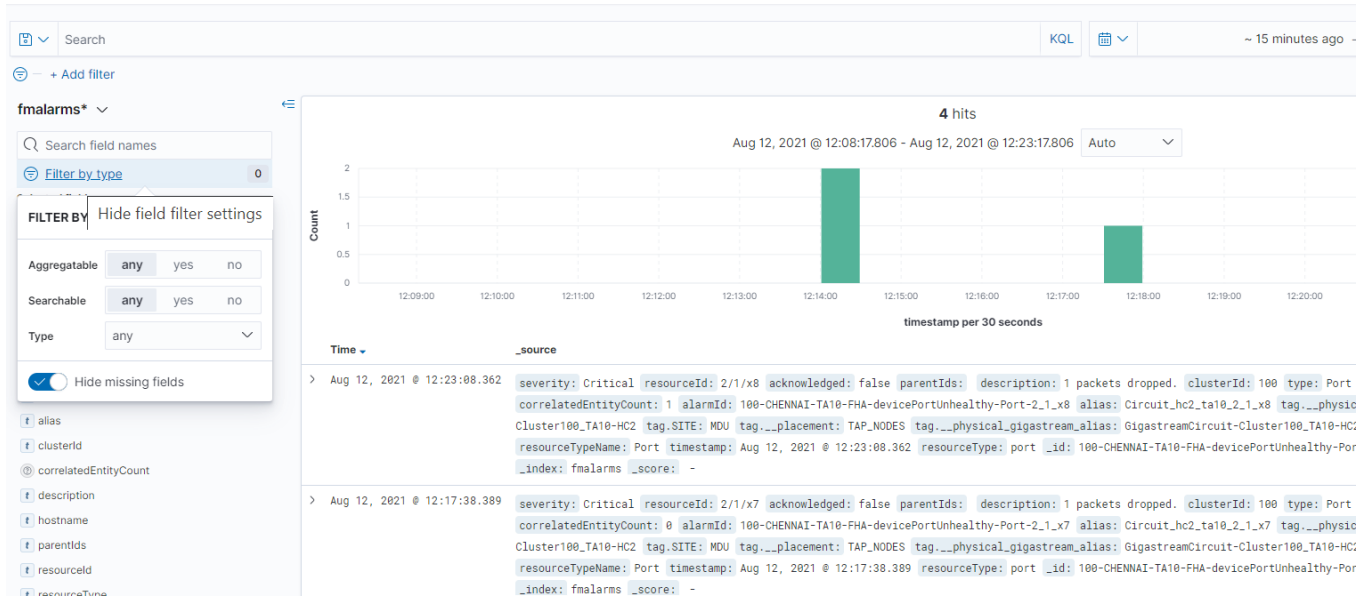 Search KQL ~ 15 minutes ago
+ Add filter
fmalarms*
Search field names
Filter by type 0
Hide field filter settings
FILTER BY
Aggregatable any yes no
Searchable any yes no
Type any
Hide missing fields
t alias
t clusterId
correlatedEntityCount
t description
t hostname
t parentIds
t resourceId
t resourceType
4 hits
Aug 12, 2021 @ 12:08:17.806 - Aug 12, 2021 @ 12:23:17.806 Auto
Count
2
1.5
1
0.5
0
12:09:00 12:10:00 12:11:00 12:12:00 12:13:00 12:14:00 12:15:00 12:16:00 12:17:00 12:18:00 12:19:00 12:20:00
timestamp per 30 seconds
Time _source
Aug 12, 2021 @ 12:23:08.362 severity: Critical resourceId: 2/1/x8 acknowledged: false parentIds: description: 1 packets dropped. clusterId: 100 type: Port
correlatedEntityCount: 1 alarmId: 100-CHENNAI-TA10-FHA-devicePortUnhealthy-Port-2_1_x8 alias: Circuit_hc2_ta10_2_1_x8 tag.__physic
Cluster100_TA10-HC2 tag.SITE: MDU tag.__placement: TAP_NODES tag.__physical_gigastream_alias: GigastreamCircuit-Cluster100_TA10-HC2
resourceTypeName: Port timestamp: Aug 12, 2021 @ 12:23:08.362 resourceType: port _id: 100-CHENNAI-TA10-FHA-devicePortUnhealthy-Por
_index: fmalarms _score: -
Aug 12, 2021 @ 12:17:38.389 severity: Critical resourceId: 2/1/x7 acknowledged: false parentIds: description: 1 packets dropped. clusterId: 100 type: Port
correlatedEntityCount: 0 alarmId: 100-CHENNAI-TA10-FHA-devicePortUnhealthy-Port-2_1_x7 alias: Circuit_hc2_ta10_2_1_x7 tag.__physic
Cluster100_TA10-HC2 tag.SITE: MDU tag.__placement: TAP_NODES tag.__physical_gigastream_alias: GigastreamCircuit-Cluster100_TA10-HC2
resourceTypeName: Port timestamp: Aug 12, 2021 @ 12:17:38.389 resourceType: port _id: 100-CHENNAI-TA10-FHA-devicePortUnhealthy-Por
_index: fmalarms _score: -